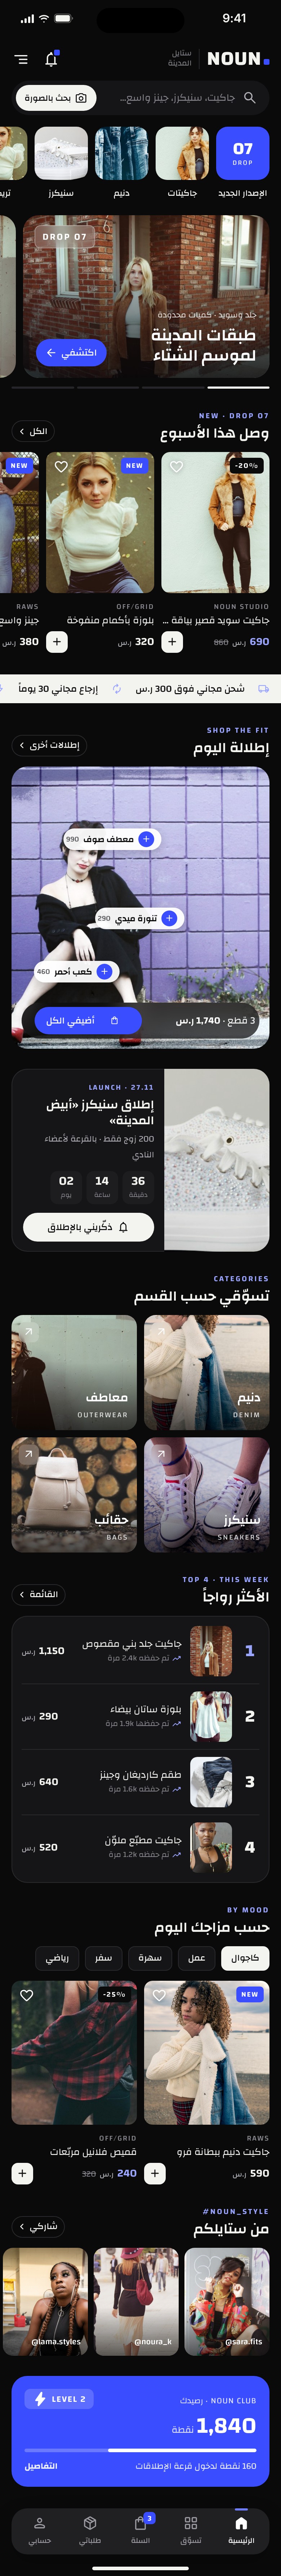 9:41
NOUN
ستايل
المدينة
جاكيت، سنيكرز، جينز واسع...
بحث بالصورة
07
DROP
الإصدار الجديد
جاكيتات
دنيم
سنيكرز
DROP 07
جلد وسويد · كميات محدودة
طبقات المدينة
لموسم الشتاء
اكتشفي
NEW · DROP 07
وصل هذا الأسبوع
الكل
-20%
NOUN STUDIO
جاكيت سويد قصير بياقة ...
690 ر.س 860
NEW
OFF/GRID
بلوزة بأكمام منفوخة
320 ر.س
NEW
RAWS
جينز واسع
380 ر.س
شحن مجاني فوق 300 ر.س
إرجاع مجاني 30 يوماً
SHOP THE FIT
إطلالة اليوم
إطلالات أخرى
معطف صوف 990
تنورة ميدي 290
كعب أحمر 460
3 قطع · 1,740 ر.س
أضيفي الكل
LAUNCH · 27.11
إطلاق سنيكرز «أبيض
المدينة»
200 زوج فقط · بالقرعة لأعضاء
النادي
36
دقيقة
14
ساعة
02
يوم
ذكّريني بالإطلاق
CATEGORIES
تسوّقي حسب القسم
دنيم
DENIM
معاطف
OUTERWEAR
سنيكرز
SNEAKERS
حقائب
BAGS
TOP 4 · THIS WEEK
الأكثر رواجاً
القائمة
1
جاكيت جلد بني مقصوص
تم حفظه 2.4k مرة
1,150 ر.س
2
بلوزة ساتان بيضاء
تم حفظها 1.9k مرة
290 ر.س
3
طقم كارديغان وجينز
تم حفظه 1.6k مرة
640 ر.س
4
جاكيت مطبّع ملوّن
تم حفظه 1.2k مرة
520 ر.س
BY MOOD
حسب مزاجك اليوم
كاجوال
عمل
سهرة
سفر
رياضي
NEW
RAWS
جاكيت دنيم ببطانة فرو
590 ر.س
-25%
OFF/GRID
قميص فلانيل مربّعات
240 ر.س 320
#NOUN_STYLE
من ستايلكم
شاركي
@sara.fits
@noura_k
@lama.styles
NOUN CLUB · رصيدك
1,840 نقطة
LEVEL 2
160 نقطة لدخول قرعة الإطلاقات
التفاصيل
الرئيسية
تسوّق
3
السلة
طلباتي
حسابي